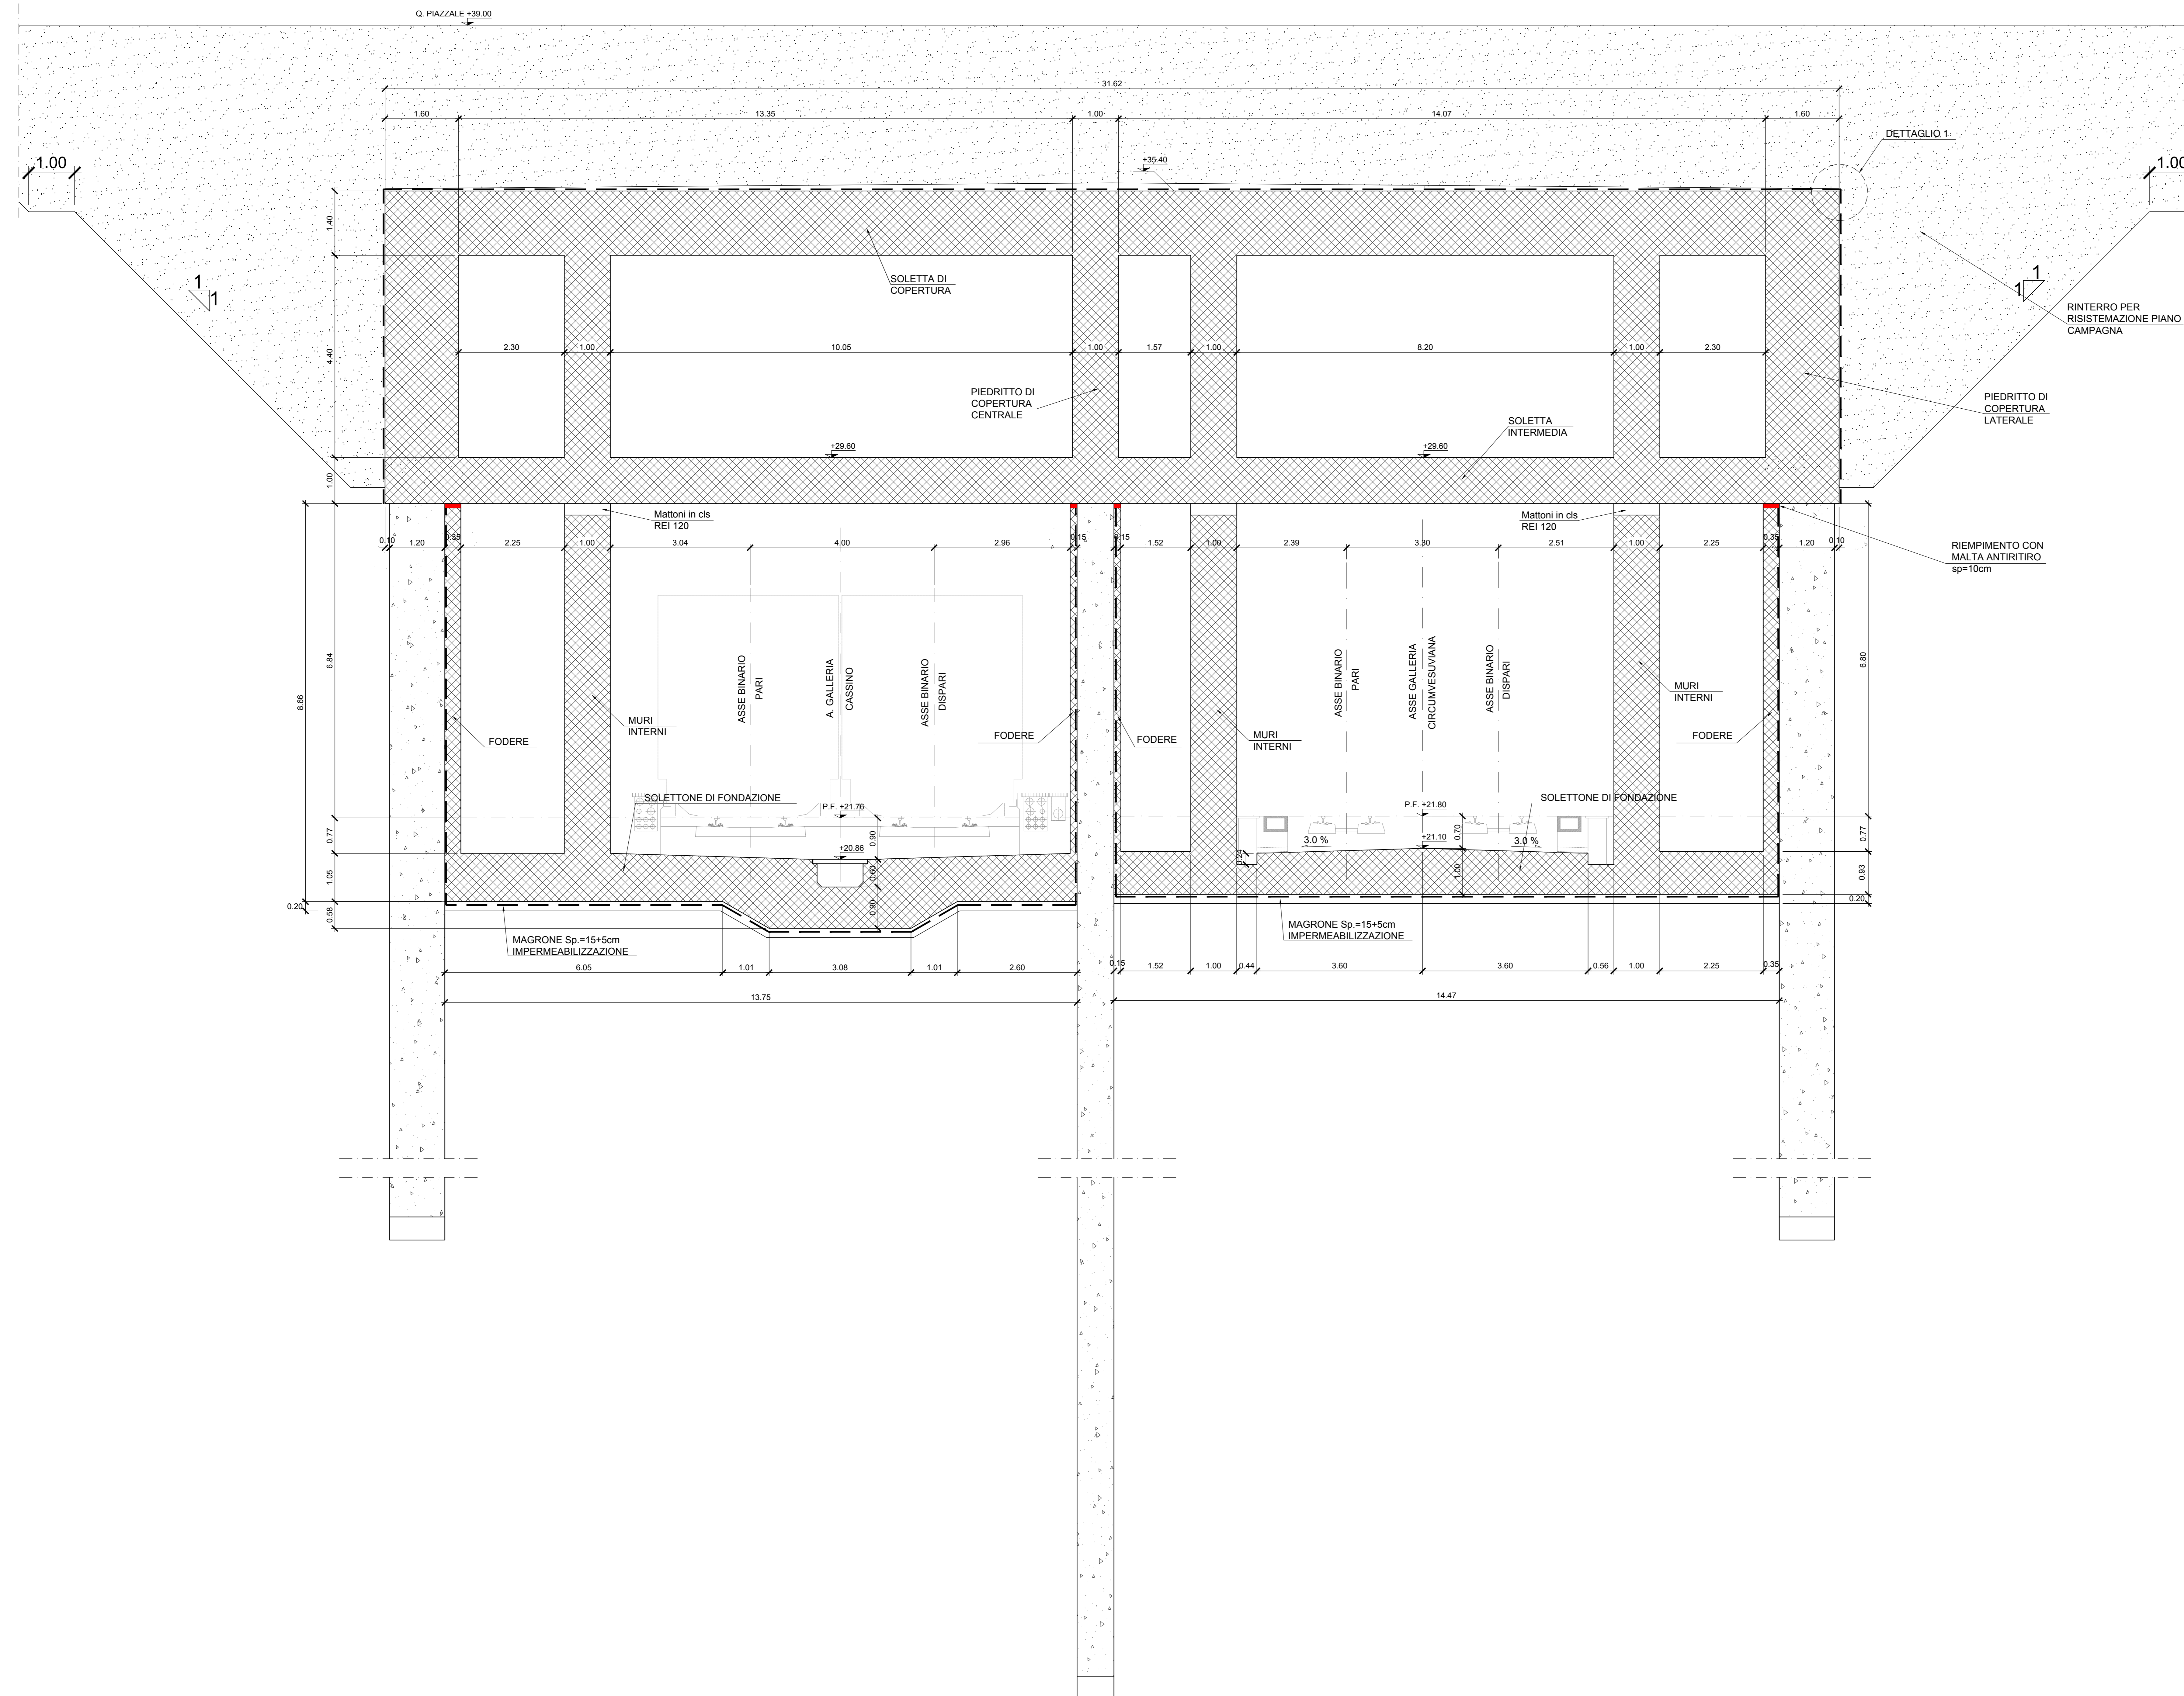 Q. PIAZZALE +39.00
31.62
1.60
13.35
1.00
14.07
1.60
DETTAGLIO 1
1.00
+35.40
1.00
1.40
1
1
SOLETTA DI
COPERTURA
1
1
RINTERRO PER
RISISTEMAZIONE PIANO
CAMPAGNA
4.40
2.30
1.00
10.05
1.00
1.57
1.00
8.20
1.00
2.30
PIEDRITTO DI
COPERTURA
CENTRALE
PIEDRITTO DI
COPERTURA
LATERALE
SOLETTA
INTERMEDIA
+29.60
+29.60
1.00
Mattoni in cls
REI 120
Mattoni in cls
REI 120
0.10
1.20
0.35
2.25
1.00
3.04
4.00
2.96
0.15
0.15
1.52
1.00
2.39
3.30
2.51
1.00
2.25
0.35
1.20
0.10
RIEMPIMENTO CON
MALTA ANTIRITIRO
sp=10cm
8.66
6.84
6.80
ASSE BINARIO
PARI
A. GALLERIA
CASSINO
ASSE BINARIO
DISPARI
ASSE BINARIO
PARI
ASSE GALLERIA
CIRCUMVESUVIANA
ASSE BINARIO
DISPARI
MURI
INTERNI
MURI
INTERNI
MURI
INTERNI
FODERE
FODERE
FODERE
FODERE
SOLETTONE DI FONDAZIONE
SOLETTONE DI FONDAZIONE
P.F. +21.76
P.F. +21.80
0.77
0.90
3.0 %
+21.10
0.70
3.0 %
0.77
+20.86
0.24
1.05
0.60
1.00
0.93
0.20
0.58
0.90
0.20
MAGRONE Sp.=15+5cm
IMPERMEABILIZZAZIONE
MAGRONE Sp.=15+5cm
IMPERMEABILIZZAZIONE
6.05
1.01
3.08
1.01
2.60
0.15
1.52
1.00
0.44
3.60
3.60
0.56
1.00
2.25
0.35
13.75
14.47